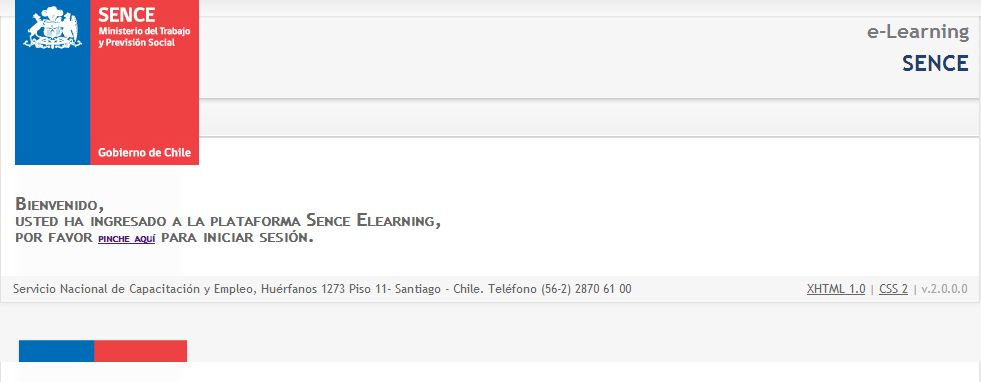 SENCE
Ministerio del Trabajo
y Previsión Social
Gobierno de Chile
e-Learning
SENCE
Bienvenido,
usted ha ingresado a la plataforma Sence Elearning,
por favor pinche aquí para iniciar sesión.
Servicio Nacional de Capacitación y Empleo, Huérfanos 1273 Piso 11- Santiago - Chile. Teléfono (56-2) 2870 61 00
XHTML 1.0 | CSS 2 | v.2.0.0.0